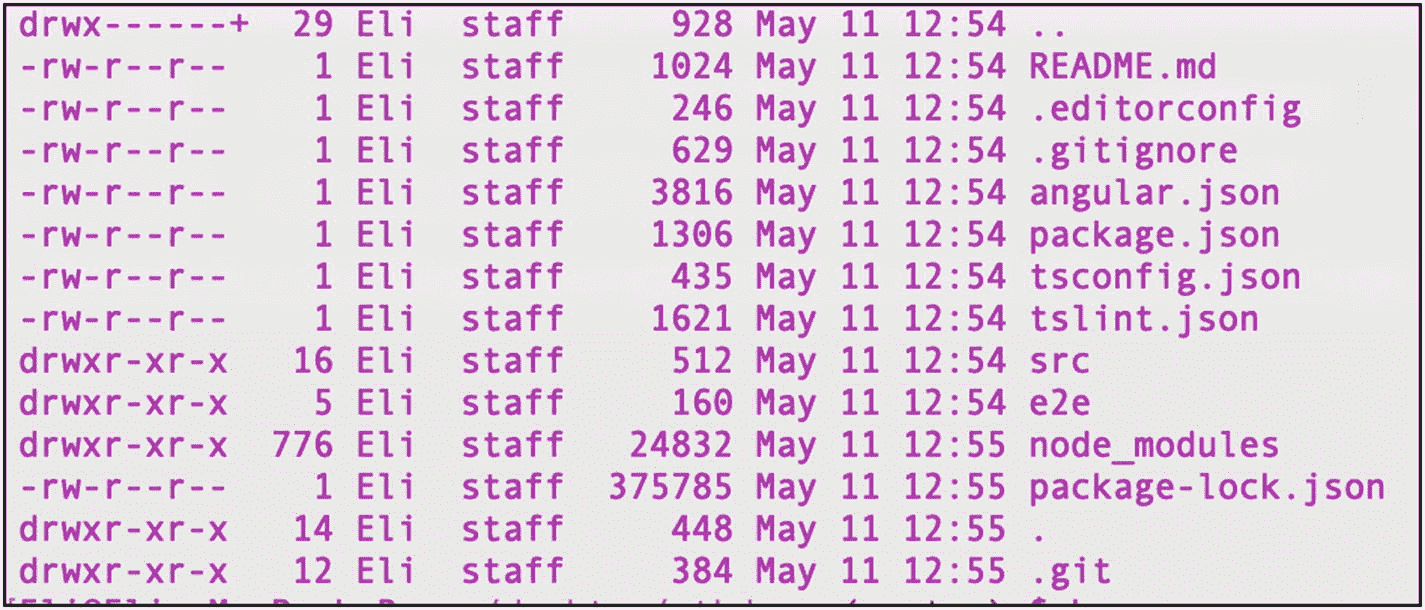 drwx------+  29 Eli  staff     928 May 11 12:54 ..
-rw-r--r--    1 Eli  staff    1024 May 11 12:54 README.md
-rw-r--r--    1 Eli  staff     246 May 11 12:54 .editorconfig
-rw-r--r--    1 Eli  staff     629 May 11 12:54 .gitignore
-rw-r--r--    1 Eli  staff    3816 May 11 12:54 angular.json
-rw-r--r--    1 Eli  staff    1306 May 11 12:54 package.json
-rw-r--r--    1 Eli  staff     435 May 11 12:54 tsconfig.json
-rw-r--r--    1 Eli  staff    1621 May 11 12:54 tslint.json
drwxr-xr-x   16 Eli  staff     512 May 11 12:54 src
drwxr-xr-x    5 Eli  staff     160 May 11 12:54 e2e
drwxr-xr-x  776 Eli  staff   24832 May 11 12:55 node_modules
-rw-r--r--    1 Eli  staff  375785 May 11 12:55 package-lock.json
drwxr-xr-x   14 Eli  staff     448 May 11 12:55 .
drwxr-xr-x   12 Eli  staff     384 May 11 12:55 .git